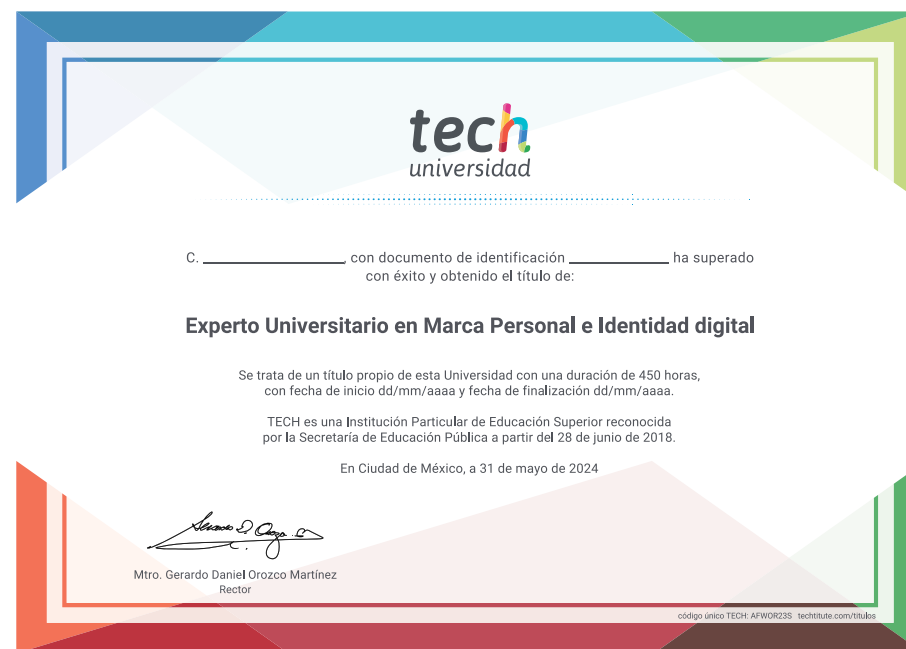 tech
universidad
C. ____________, con documento de identificación ____________ ha superado
con éxito y obtenido el título de:
Experto Universitario en Marca Personal e Identidad digital
Se trata de un título propio de esta Universidad con una duración de 450 horas,
con fecha de inicio dd/mm/aaaa y fecha de finalización dd/mm/aaaa.
TECH es una Institución Particular de Educación Superior reconocida
por la Secretaría de Educación Pública a partir del 28 de junio de 2018.
En Ciudad de México, a 31 de mayo de 2024
Mtro. Gerardo Daniel Orozco Martínez
Rector
código único TECH: AFWOR23S techtitute.com/titulos